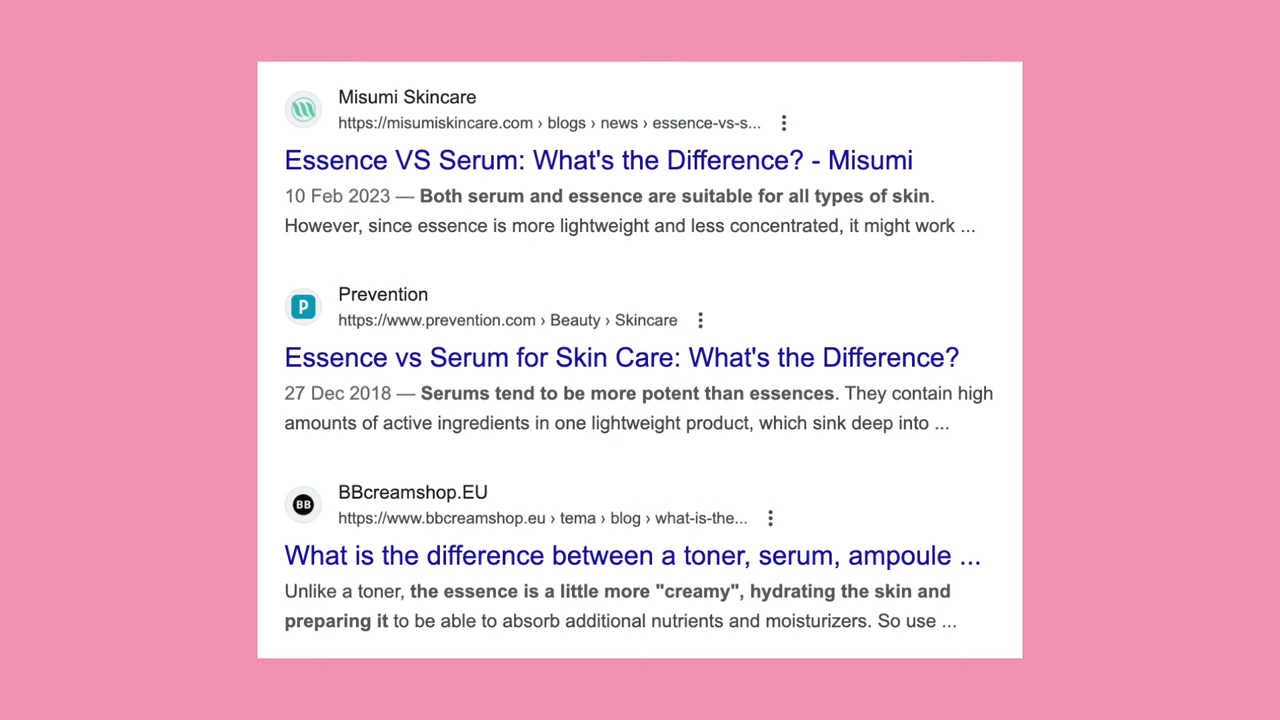 Misumi Skincare
https://misumiskincare.com › blogs › news › essence-vs-s...
Essence VS Serum: What's the Difference? - Misumi
10 Feb 2023 — Both serum and essence are suitable for all types of skin.
However, since essence is more lightweight and less concentrated, it might work ...
P
Prevention
https://www.prevention.com › Beauty › Skincare
Essence vs Serum for Skin Care: What's the Difference?
27 Dec 2018 — Serums tend to be more potent than essences. They contain high
amounts of active ingredients in one lightweight product, which sink deep into ...
BB
BBcreamshop.EU
https://www.bbcreamshop.eu › tema › blog › what-is-the...
What is the difference between a toner, serum, ampoule ...
Unlike a toner, the essence is a little more "creamy", hydrating the skin and
preparing it to be able to absorb additional nutrients and moisturizers. So use ...